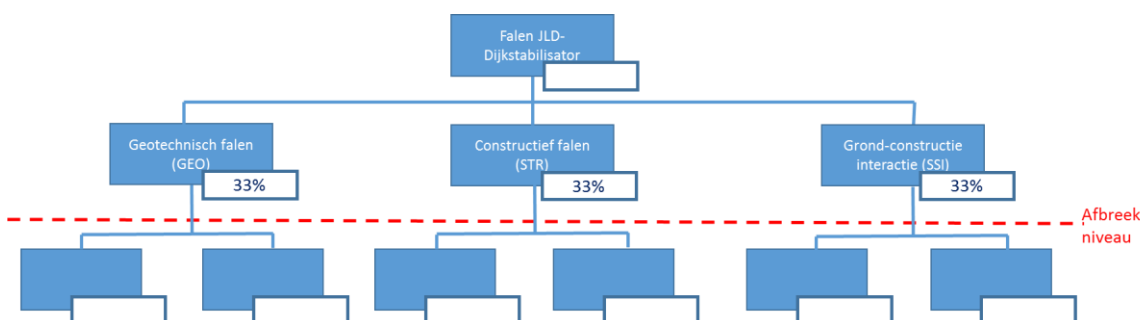 Falen JLD-
Dijkstabilisator
Geotechnisch falen
(GEO)
33%
Constructief falen
(STR)
33%
Grond-constructie
interactie (SSI)
33%
Afbreek
niveau